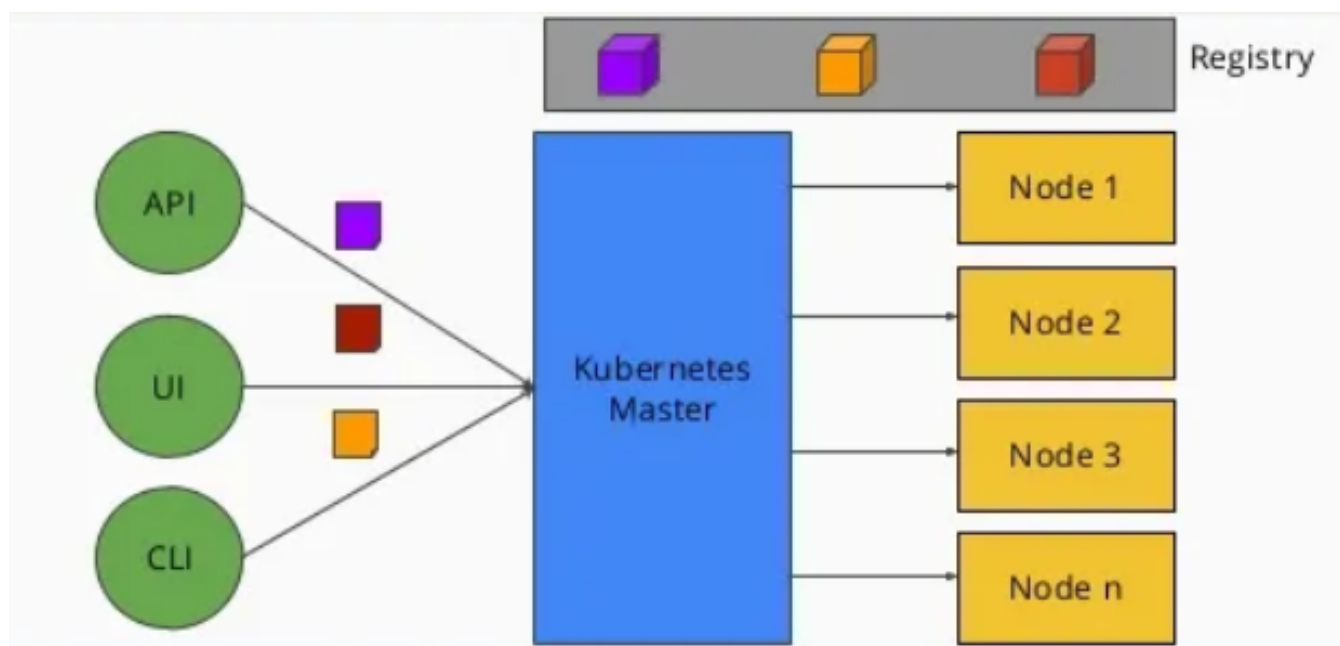 Registry
API
UI
CLI
Kubernetes
Master
Node 1
Node 2
Node 3
Node n